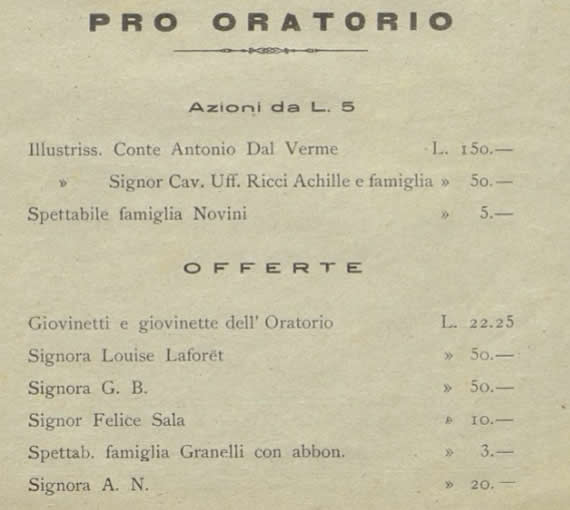 PRO ORATORIO
Azioni da L. 5
Illustriss. Conte Antonio Dal Verme L. 150.—
» Signor Cav. Uff. Ricci Achille e famiglia » 50.—
Spettabile famiglia Novini » 5.—
OFFERTE
Giovinetti e giovinette dell' Oratorio L. 22.25
Signora Louise Laforêt » 50.—
Signora G. B. » 50.—
Signor Felice Sala » 10.—
Spettab. famiglia Granelli con abbon. » 3.—
Signora A. N. » 20.—